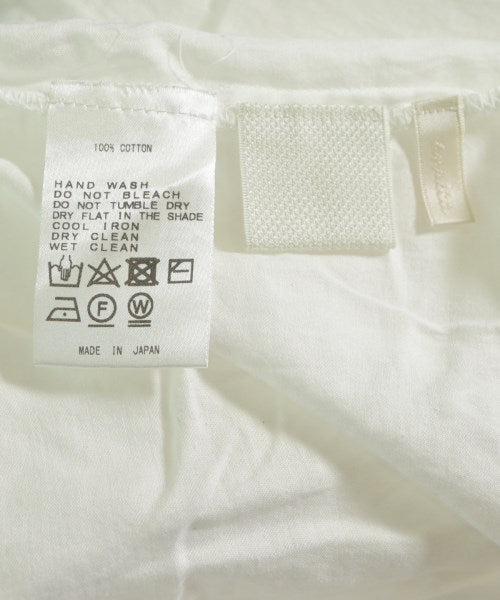 100% COTTON
HAND WASH
DO NOT BLEACH
DO NOT TUMBLE DRY
DRY FLAT IN THE SHADE
COOL IRON
DRY CLEAN
WET CLEAN
F W
MADE IN JAPAN